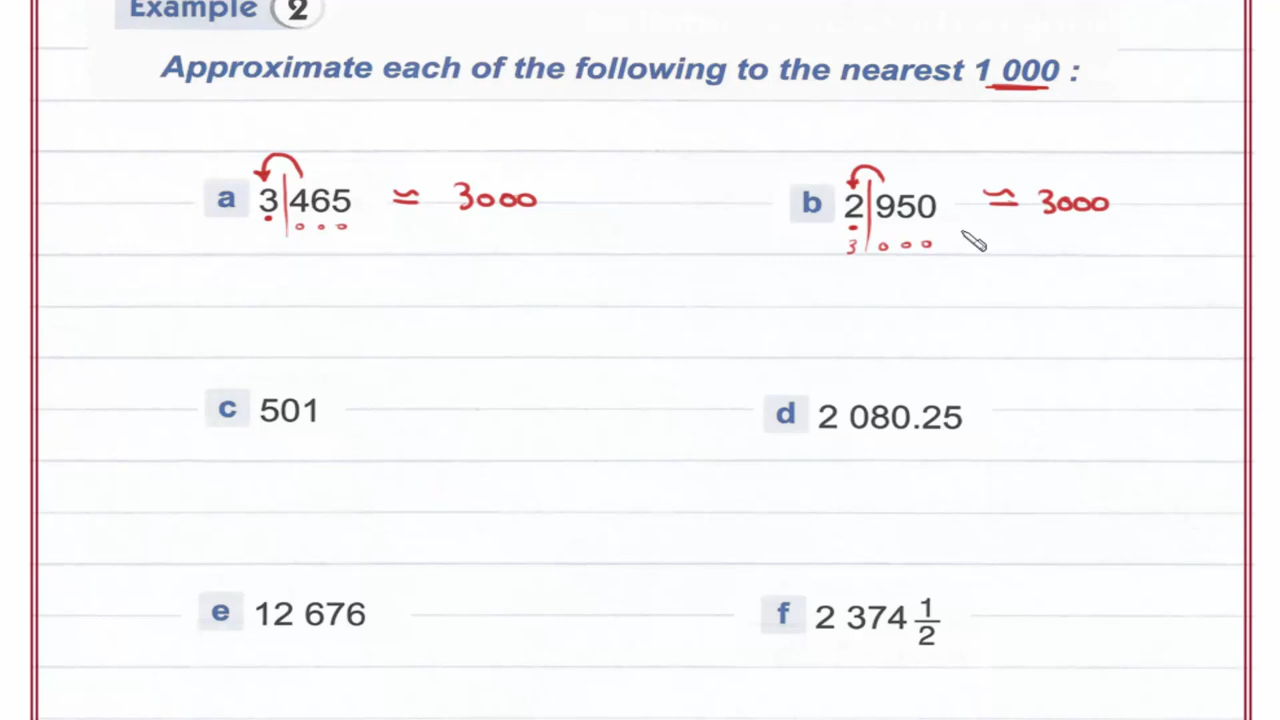 Example 2
Approximate each of the following to the nearest 1 000 :
a 3 465 ≃ 3000
000
b 2 950 ≃ 3000
3 000
c 501
d 2 080.25
e 12 676
f 2 374 1/2